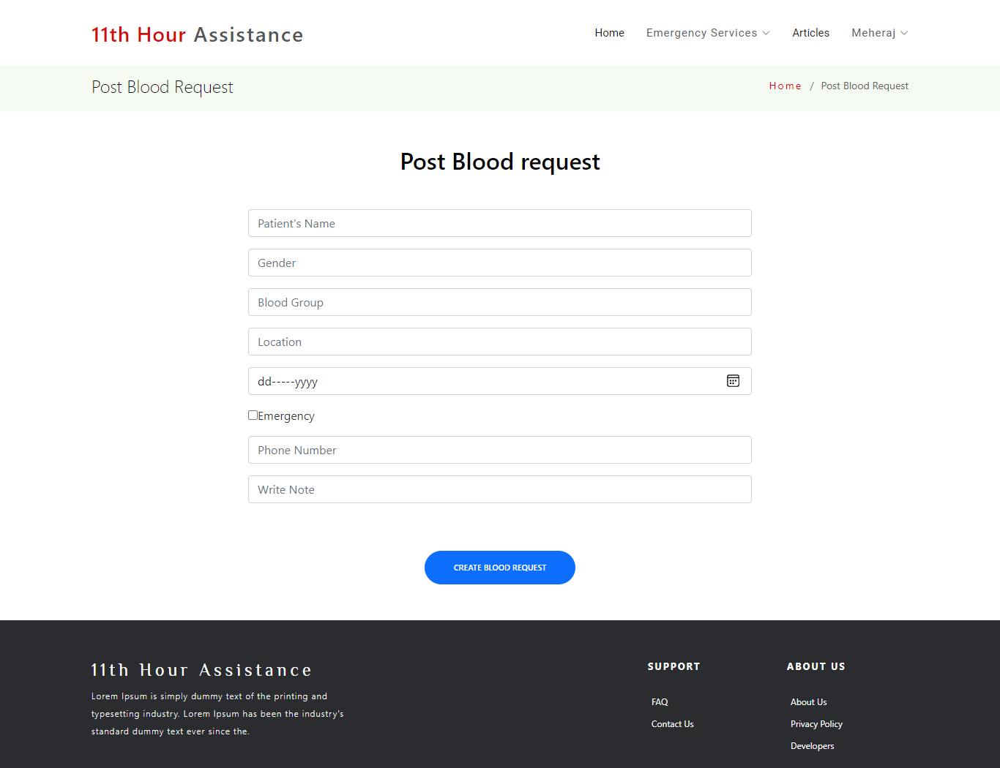 11th Hour Assistance
Home
Emergency Services
Articles
Meheraj
Post Blood Request
Home / Post Blood Request
Post Blood request
Patient's Name
Gender
Blood Group
Location
dd-----yyyy
Emergency
Phone Number
Write Note
CREATE BLOOD REQUEST
11th Hour Assistance
Lorem Ipsum is simply dummy text of the printing and
typesetting industry. Lorem Ipsum has been the industry's
standard dummy text ever since the.
SUPPORT
FAQ
Contact Us
ABOUT US
About Us
Privacy Policy
Developers